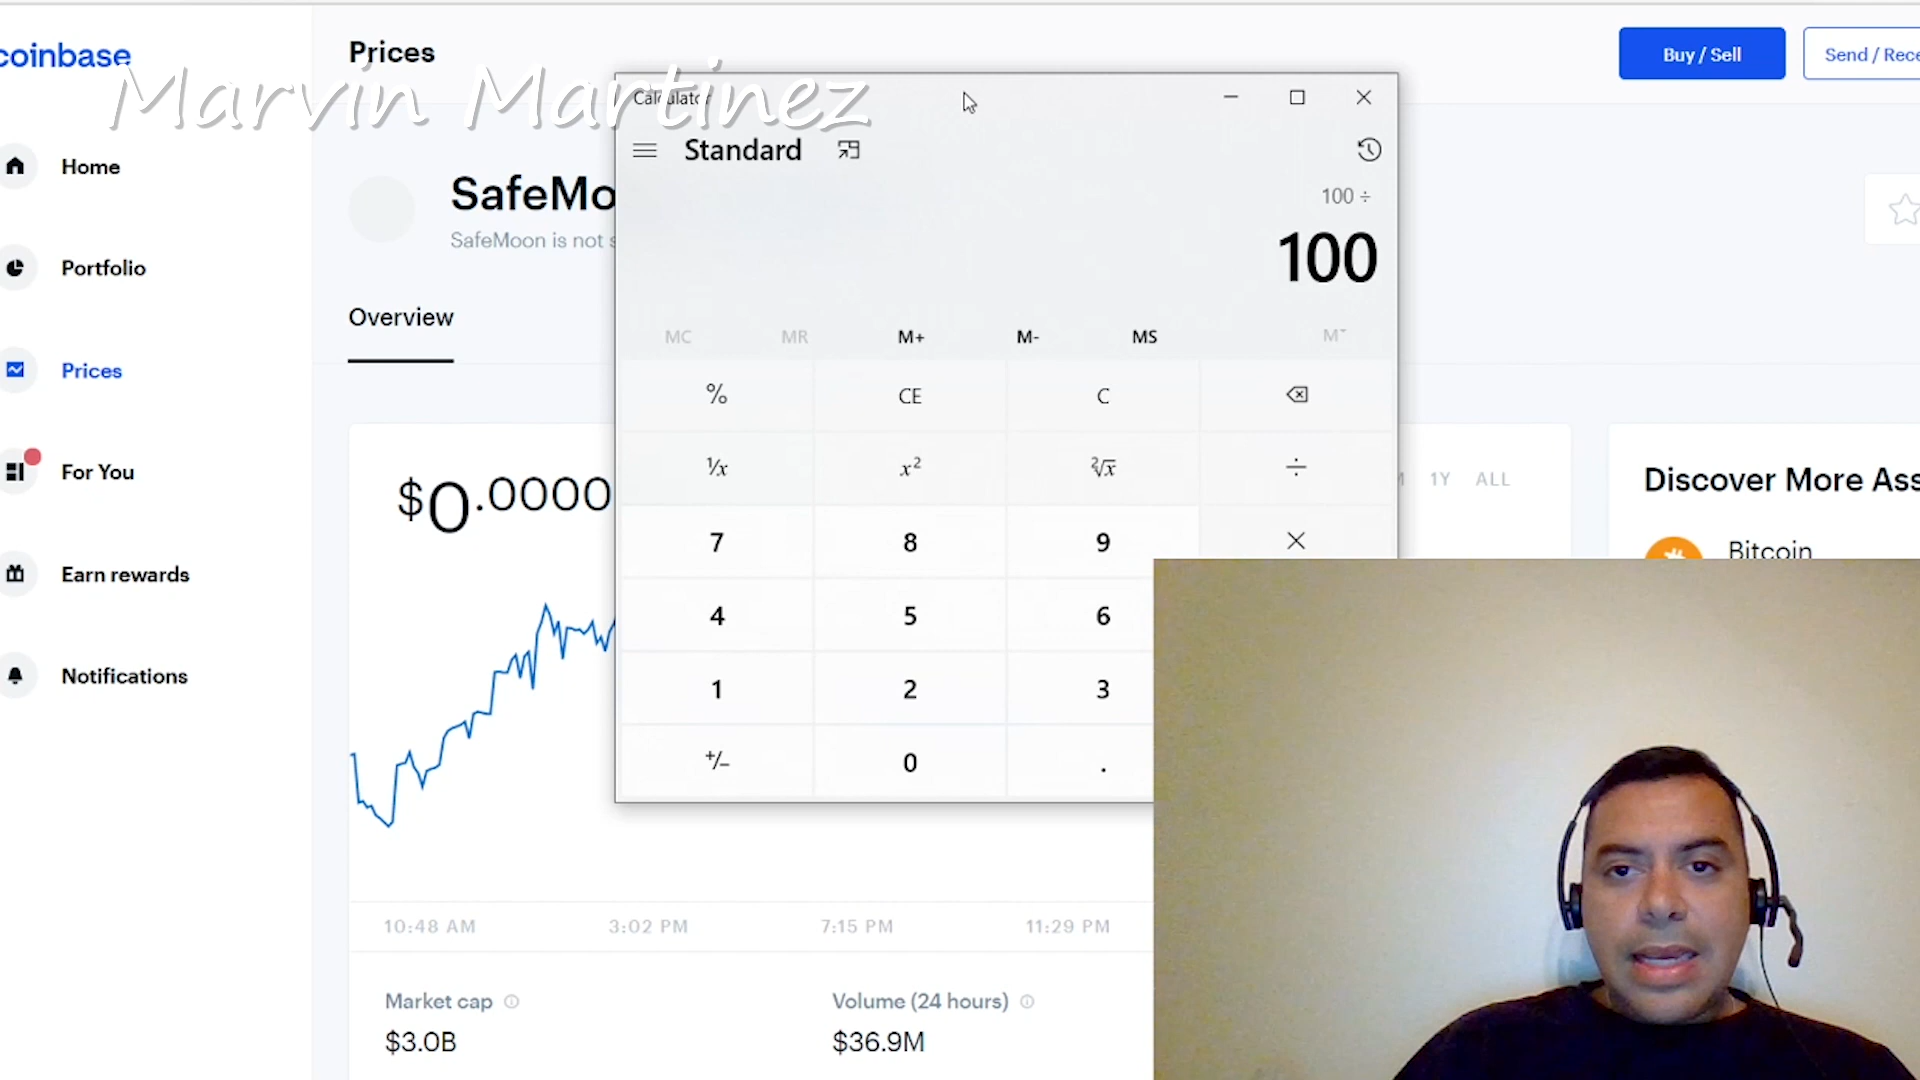 coinbase
Prices
Buy / Sell
Send / Rece
Marvin Martinez
Calculator
Home
Standard
SafeMo
100 ÷
SafeMoon is not s
100
Portfolio
Overview
MC MR M+ M- MS M
Prices
% CE C
For You
1/x x² ²√x ÷
$0.0000
1Y ALL
Discover More Ass
7 8 9 ×
Bitcoin
Earn rewards
4 5 6
Notifications
1 2 3
+/− 0 .
10:48 AM 3:02 PM 7:15 PM 11:29 PM
Market cap
Volume (24 hours)
$3.0B
$36.9M